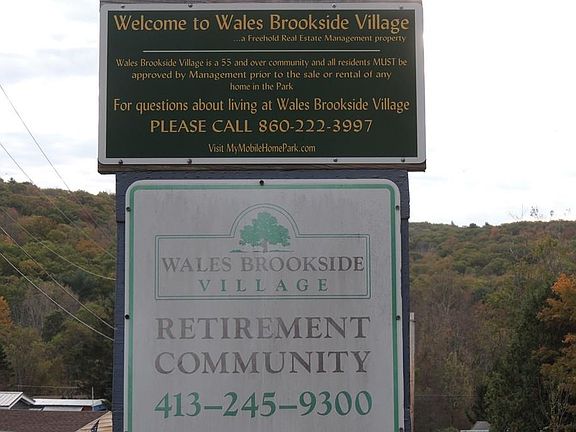 Welcome to Wales Brookside Village
...a Freehold Real Estate Management property
Wales Brookside Village is a 55 and over community and all residents MUST be
approved by Management prior to the sale or rental of any
home in the Park
For questions about living at Wales Brookside Village
PLEASE CALL 860-222-3997
Visit MyMobileHomePark.com
WALES BROOKSIDE
VILLAGE
RETIREMENT
COMMUNITY
413–245–9300